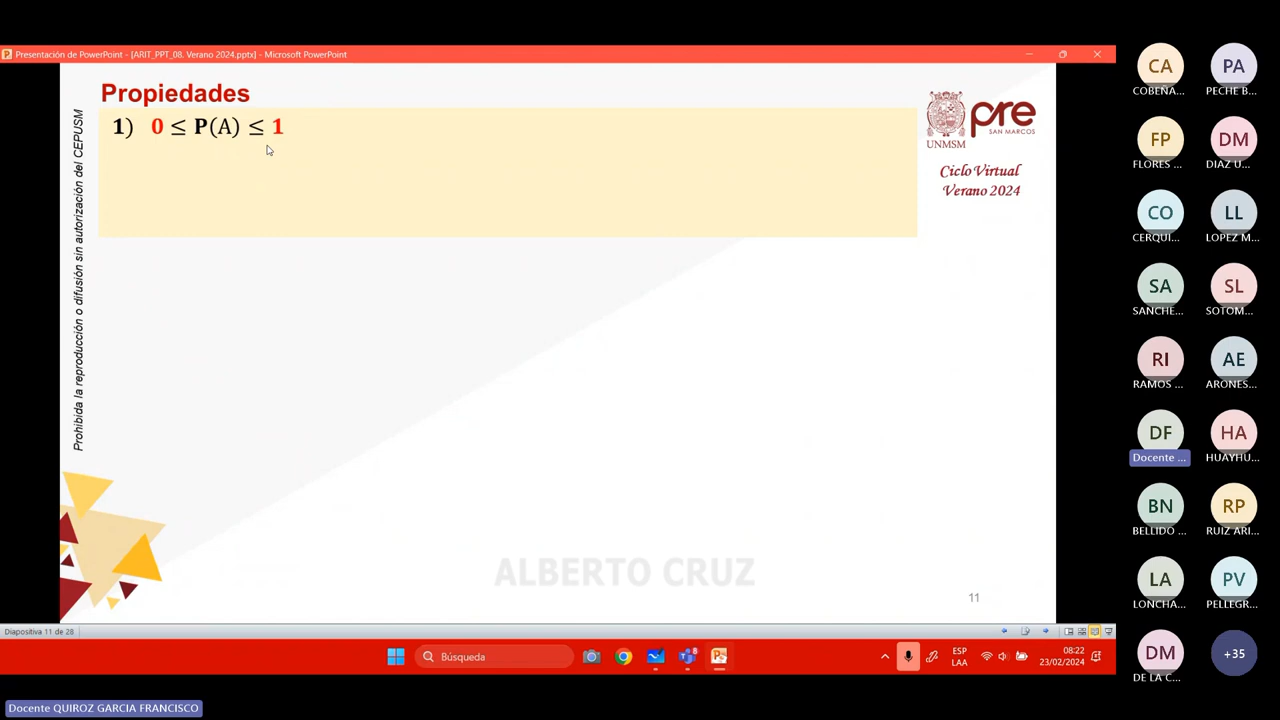 Presentación de PowerPoint - [ARIT_PPT_08. Verano 2024.pptx] - Microsoft PowerPoint
Propiedades
1) 0 ≤ P(A) ≤ 1
Prohibida la reproducción o difusión sin autorización del CEPUSM
UNMSM
pre
SAN MARCOS
Ciclo Virtual
Verano 2024
ALBERTO CRUZ
11
Diapositiva 11 de 28
Búsqueda
8
ESP
LAA
08:22
23/02/2024
Docente QUIROZ GARCIA FRANCISCO
CA
COBEÑA...
PA
PECHE B...
FP
FLORES ...
DM
DIAZ U...
CO
CERQUI...
LL
LOPEZ M...
SA
SANCHE...
SL
SOTOM...
RI
RAMOS ...
AE
ARONES...
DF
Docente ...
HA
HUAYHU...
BN
BELLIDO ...
RP
RUIZ ARI...
LA
LONCHA...
PV
PELLEGR...
DM
DE LA C...
+35